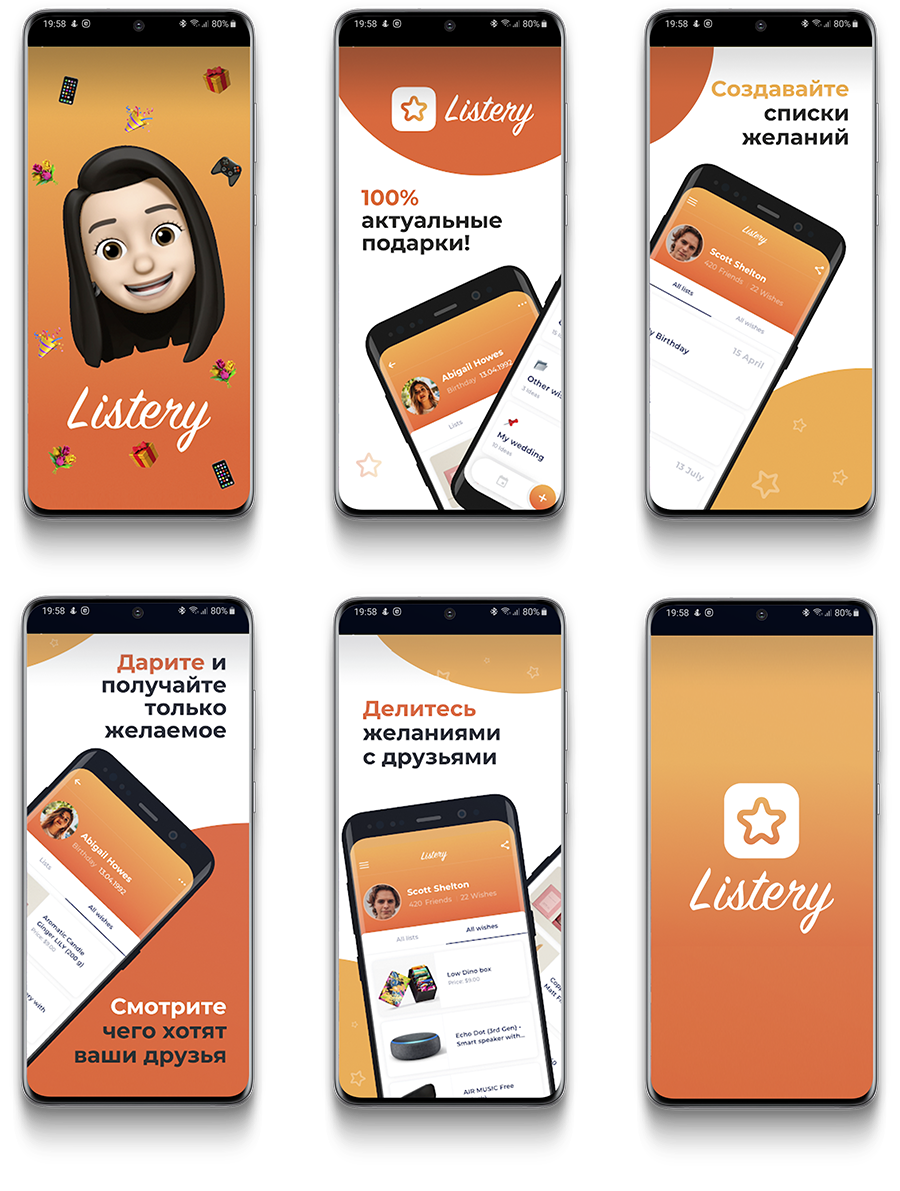 19:58
80%
Listery
19:58
80%
Listery
100%
актуальные
подарки!
Abigail Howes
Birthday 13.04.1992
Lists
Other wi
3 Ideas
My wedding
10 Ideas
19:58
80%
Создавайте
списки
желаний
Listery
Scott Shelton
420 Friends 22 Wishes
All lists
All wishes
y Birthday
15 April
13 July
19:58
80%
Дарите и
получайте
только
желаемое
Abigail Howes
Birthday 13.04.1992
Lists
All wishes
Aromatic Candle
Ginger LILY (200 g)
Price: $9.00
ry with
Смотрите
чего хотят
ваши друзья
19:58
80%
Делитесь
желаниями
с друзьями
Listery
Scott Shelton
420 Friends 22 Wishes
All lists
All wishes
Low Dino box
Price: $9.00
Echo Dot (3rd Gen) -
Smart speaker with...
AIR MUSIC Free
Copa
Matt F
19:58
80%
Listery